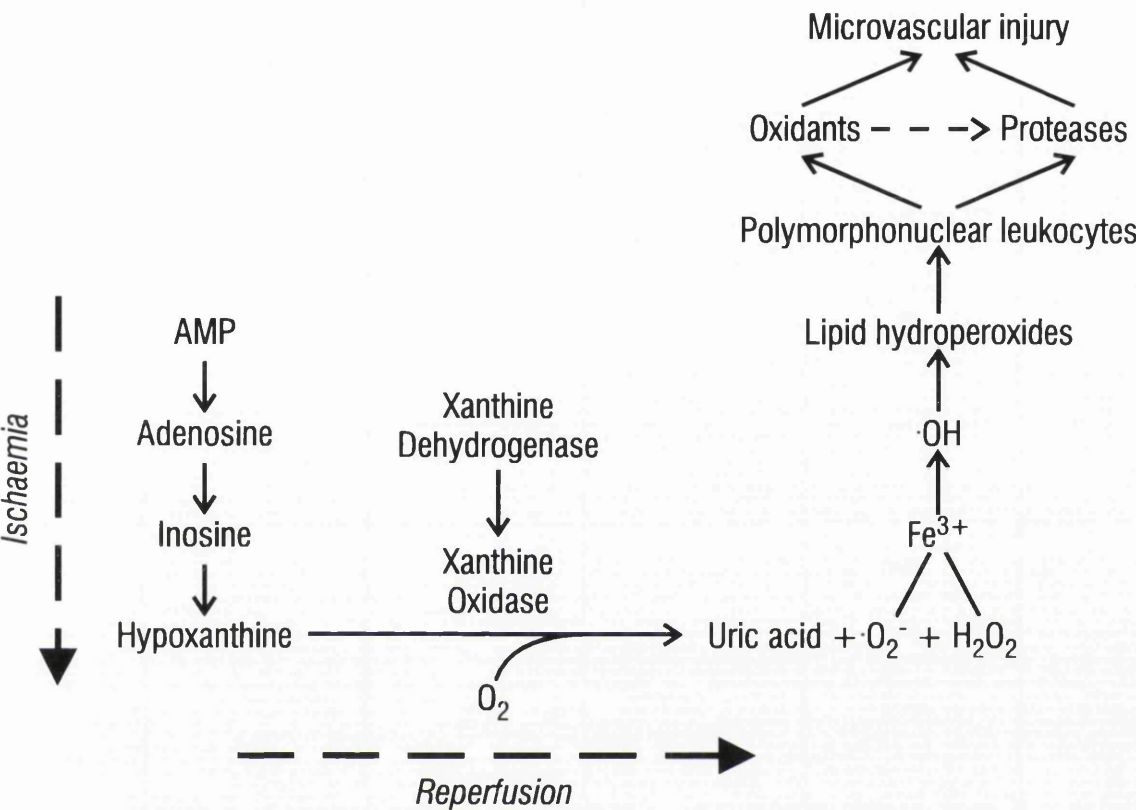 Microvascular injury
Oxidants
Proteases
Polymorphonuclear leukocytes
Lipid hydroperoxides
AMP
Xanthine
Dehydrogenase
Adenosine
·OH
Ischaemia
Inosine
Fe³⁺
Xanthine
Oxidase
Hypoxanthine
Uric acid + ·O₂⁻ + H₂O₂
O₂
Reperfusion